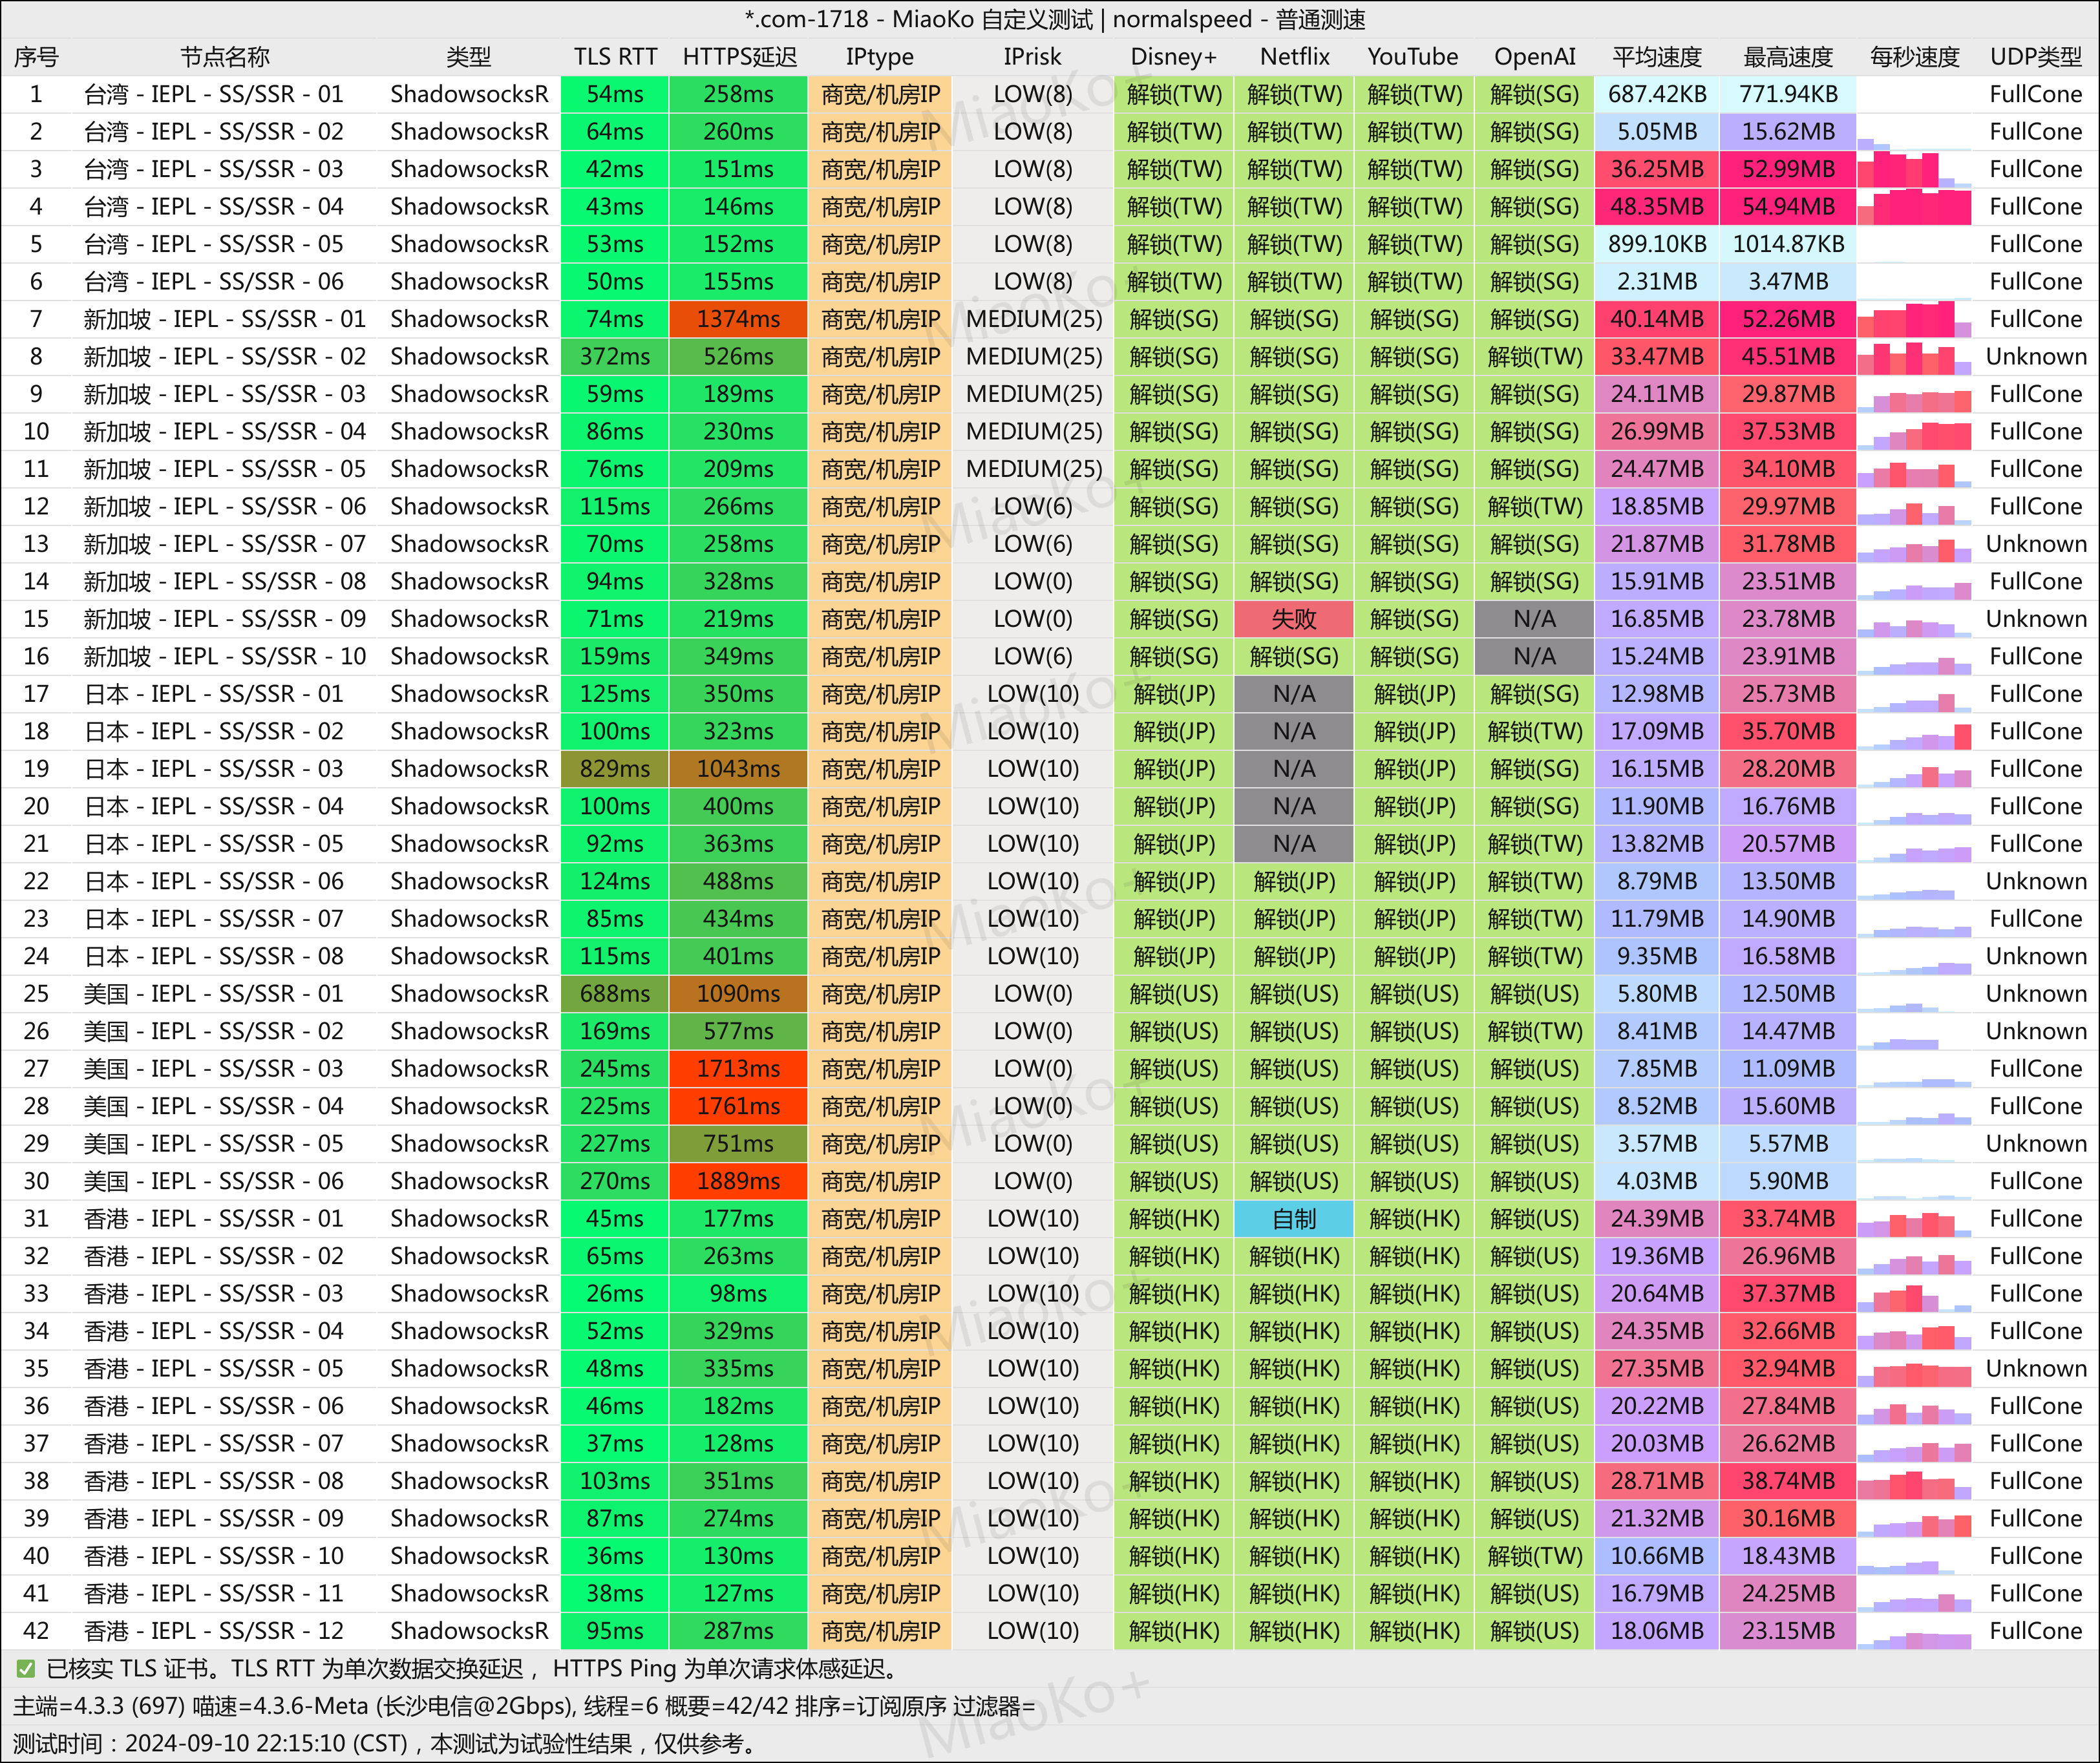 *.com-1718 - MiaoKo 自定义测试 | normalspeed - 普通测速
序号 节点名称 类型 TLS RTT HTTPS延迟 IPtype IPrisk Disney+ Netflix YouTube OpenAI 平均速度 最高速度 每秒速度 UDP类型
1 台湾 - IEPL - SS/SSR - 01 ShadowsocksR 54ms 258ms 商宽/机房IP LOW(8) 解锁(TW) 解锁(TW) 解锁(TW) 解锁(SG) 687.42KB 771.94KB FullCone
2 台湾 - IEPL - SS/SSR - 02 ShadowsocksR 64ms 260ms 商宽/机房IP LOW(8) 解锁(TW) 解锁(TW) 解锁(TW) 解锁(SG) 5.05MB 15.62MB FullCone
3 台湾 - IEPL - SS/SSR - 03 ShadowsocksR 42ms 151ms 商宽/机房IP LOW(8) 解锁(TW) 解锁(TW) 解锁(TW) 解锁(SG) 36.25MB 52.99MB FullCone
4 台湾 - IEPL - SS/SSR - 04 ShadowsocksR 43ms 146ms 商宽/机房IP LOW(8) 解锁(TW) 解锁(TW) 解锁(TW) 解锁(SG) 48.35MB 54.94MB FullCone
5 台湾 - IEPL - SS/SSR - 05 ShadowsocksR 53ms 152ms 商宽/机房IP LOW(8) 解锁(TW) 解锁(TW) 解锁(TW) 解锁(SG) 899.10KB 1014.87KB FullCone
6 台湾 - IEPL - SS/SSR - 06 ShadowsocksR 50ms 155ms 商宽/机房IP LOW(8) 解锁(TW) 解锁(TW) 解锁(TW) 解锁(SG) 2.31MB 3.47MB FullCone
7 新加坡 - IEPL - SS/SSR - 01 ShadowsocksR 74ms 1374ms 商宽/机房IP MEDIUM(25) 解锁(SG) 解锁(SG) 解锁(SG) 解锁(SG) 40.14MB 52.26MB FullCone
8 新加坡 - IEPL - SS/SSR - 02 ShadowsocksR 372ms 526ms 商宽/机房IP MEDIUM(25) 解锁(SG) 解锁(SG) 解锁(SG) 解锁(TW) 33.47MB 45.51MB Unknown
9 新加坡 - IEPL - SS/SSR - 03 ShadowsocksR 59ms 189ms 商宽/机房IP MEDIUM(25) 解锁(SG) 解锁(SG) 解锁(SG) 解锁(SG) 24.11MB 29.87MB FullCone
10 新加坡 - IEPL - SS/SSR - 04 ShadowsocksR 86ms 230ms 商宽/机房IP MEDIUM(25) 解锁(SG) 解锁(SG) 解锁(SG) 解锁(SG) 26.99MB 37.53MB FullCone
11 新加坡 - IEPL - SS/SSR - 05 ShadowsocksR 76ms 209ms 商宽/机房IP MEDIUM(25) 解锁(SG) 解锁(SG) 解锁(SG) 解锁(SG) 24.47MB 34.10MB FullCone
12 新加坡 - IEPL - SS/SSR - 06 ShadowsocksR 115ms 266ms 商宽/机房IP LOW(6) 解锁(SG) 解锁(SG) 解锁(SG) 解锁(TW) 18.85MB 29.97MB FullCone
13 新加坡 - IEPL - SS/SSR - 07 ShadowsocksR 70ms 258ms 商宽/机房IP LOW(6) 解锁(SG) 解锁(SG) 解锁(SG) 解锁(SG) 21.87MB 31.78MB Unknown
14 新加坡 - IEPL - SS/SSR - 08 ShadowsocksR 94ms 328ms 商宽/机房IP LOW(0) 解锁(SG) 解锁(SG) 解锁(SG) 解锁(SG) 15.91MB 23.51MB FullCone
15 新加坡 - IEPL - SS/SSR - 09 ShadowsocksR 71ms 219ms 商宽/机房IP LOW(0) 解锁(SG) 失败 解锁(SG) N/A 16.85MB 23.78MB Unknown
16 新加坡 - IEPL - SS/SSR - 10 ShadowsocksR 159ms 349ms 商宽/机房IP LOW(6) 解锁(SG) 解锁(SG) 解锁(SG) N/A 15.24MB 23.91MB FullCone
17 日本 - IEPL - SS/SSR - 01 ShadowsocksR 125ms 350ms 商宽/机房IP LOW(10) 解锁(JP) N/A 解锁(JP) 解锁(SG) 12.98MB 25.73MB FullCone
18 日本 - IEPL - SS/SSR - 02 ShadowsocksR 100ms 323ms 商宽/机房IP LOW(10) 解锁(JP) N/A 解锁(JP) 解锁(TW) 17.09MB 35.70MB FullCone
19 日本 - IEPL - SS/SSR - 03 ShadowsocksR 829ms 1043ms 商宽/机房IP LOW(10) 解锁(JP) N/A 解锁(JP) 解锁(SG) 16.15MB 28.20MB FullCone
20 日本 - IEPL - SS/SSR - 04 ShadowsocksR 100ms 400ms 商宽/机房IP LOW(10) 解锁(JP) N/A 解锁(JP) 解锁(SG) 11.90MB 16.76MB FullCone
21 日本 - IEPL - SS/SSR - 05 ShadowsocksR 92ms 363ms 商宽/机房IP LOW(10) 解锁(JP) N/A 解锁(JP) 解锁(TW) 13.82MB 20.57MB FullCone
22 日本 - IEPL - SS/SSR - 06 ShadowsocksR 124ms 488ms 商宽/机房IP LOW(10) 解锁(JP) 解锁(JP) 解锁(JP) 解锁(TW) 8.79MB 13.50MB Unknown
23 日本 - IEPL - SS/SSR - 07 ShadowsocksR 85ms 434ms 商宽/机房IP LOW(10) 解锁(JP) 解锁(JP) 解锁(JP) 解锁(TW) 11.79MB 14.90MB FullCone
24 日本 - IEPL - SS/SSR - 08 ShadowsocksR 115ms 401ms 商宽/机房IP LOW(10) 解锁(JP) 解锁(JP) 解锁(JP) 解锁(TW) 9.35MB 16.58MB Unknown
25 美国 - IEPL - SS/SSR - 01 ShadowsocksR 688ms 1090ms 商宽/机房IP LOW(0) 解锁(US) 解锁(US) 解锁(US) 解锁(US) 5.80MB 12.50MB Unknown
26 美国 - IEPL - SS/SSR - 02 ShadowsocksR 169ms 577ms 商宽/机房IP LOW(0) 解锁(US) 解锁(US) 解锁(US) 解锁(TW) 8.41MB 14.47MB Unknown
27 美国 - IEPL - SS/SSR - 03 ShadowsocksR 245ms 1713ms 商宽/机房IP LOW(0) 解锁(US) 解锁(US) 解锁(US) 解锁(US) 7.85MB 11.09MB FullCone
28 美国 - IEPL - SS/SSR - 04 ShadowsocksR 225ms 1761ms 商宽/机房IP LOW(0) 解锁(US) 解锁(US) 解锁(US) 解锁(US) 8.52MB 15.60MB FullCone
29 美国 - IEPL - SS/SSR - 05 ShadowsocksR 227ms 751ms 商宽/机房IP LOW(0) 解锁(US) 解锁(US) 解锁(US) 解锁(US) 3.57MB 5.57MB Unknown
30 美国 - IEPL - SS/SSR - 06 ShadowsocksR 270ms 1889ms 商宽/机房IP LOW(0) 解锁(US) 解锁(US) 解锁(US) 解锁(US) 4.03MB 5.90MB FullCone
31 香港 - IEPL - SS/SSR - 01 ShadowsocksR 45ms 177ms 商宽/机房IP LOW(10) 解锁(HK) 自制 解锁(HK) 解锁(US) 24.39MB 33.74MB FullCone
32 香港 - IEPL - SS/SSR - 02 ShadowsocksR 65ms 263ms 商宽/机房IP LOW(10) 解锁(HK) 解锁(HK) 解锁(HK) 解锁(US) 19.36MB 26.96MB FullCone
33 香港 - IEPL - SS/SSR - 03 ShadowsocksR 26ms 98ms 商宽/机房IP LOW(10) 解锁(HK) 解锁(HK) 解锁(HK) 解锁(US) 20.64MB 37.37MB FullCone
34 香港 - IEPL - SS/SSR - 04 ShadowsocksR 52ms 329ms 商宽/机房IP LOW(10) 解锁(HK) 解锁(HK) 解锁(HK) 解锁(US) 24.35MB 32.66MB FullCone
35 香港 - IEPL - SS/SSR - 05 ShadowsocksR 48ms 335ms 商宽/机房IP LOW(10) 解锁(HK) 解锁(HK) 解锁(HK) 解锁(US) 27.35MB 32.94MB Unknown
36 香港 - IEPL - SS/SSR - 06 ShadowsocksR 46ms 182ms 商宽/机房IP LOW(10) 解锁(HK) 解锁(HK) 解锁(HK) 解锁(US) 20.22MB 27.84MB FullCone
37 香港 - IEPL - SS/SSR - 07 ShadowsocksR 37ms 128ms 商宽/机房IP LOW(10) 解锁(HK) 解锁(HK) 解锁(HK) 解锁(US) 20.03MB 26.62MB FullCone
38 香港 - IEPL - SS/SSR - 08 ShadowsocksR 103ms 351ms 商宽/机房IP LOW(10) 解锁(HK) 解锁(HK) 解锁(HK) 解锁(US) 28.71MB 38.74MB FullCone
39 香港 - IEPL - SS/SSR - 09 ShadowsocksR 87ms 274ms 商宽/机房IP LOW(10) 解锁(HK) 解锁(HK) 解锁(HK) 解锁(US) 21.32MB 30.16MB FullCone
40 香港 - IEPL - SS/SSR - 10 ShadowsocksR 36ms 130ms 商宽/机房IP LOW(10) 解锁(HK) 解锁(HK) 解锁(HK) 解锁(TW) 10.66MB 18.43MB FullCone
41 香港 - IEPL - SS/SSR - 11 ShadowsocksR 38ms 127ms 商宽/机房IP LOW(10) 解锁(HK) 解锁(HK) 解锁(HK) 解锁(US) 16.79MB 24.25MB FullCone
42 香港 - IEPL - SS/SSR - 12 ShadowsocksR 95ms 287ms 商宽/机房IP LOW(10) 解锁(HK) 解锁(HK) 解锁(HK) 解锁(US) 18.06MB 23.15MB FullCone
✅ 已核实 TLS 证书。TLS RTT 为单次数据交换延迟， HTTPS Ping 为单次请求体感延迟。
主端=4.3.3 (697) 喵速=4.3.6-Meta (长沙电信@2Gbps), 线程=6 概要=42/42 排序=订阅原序 过滤器=
测试时间：2024-09-10 22:15:10 (CST)，本测试为试验性结果，仅供参考。
MiaoKo+
MiaoKo+
MiaoKo+
MiaoKo+
MiaoKo+
MiaoKo+
MiaoKo+
MiaoKo+
MiaoKo+